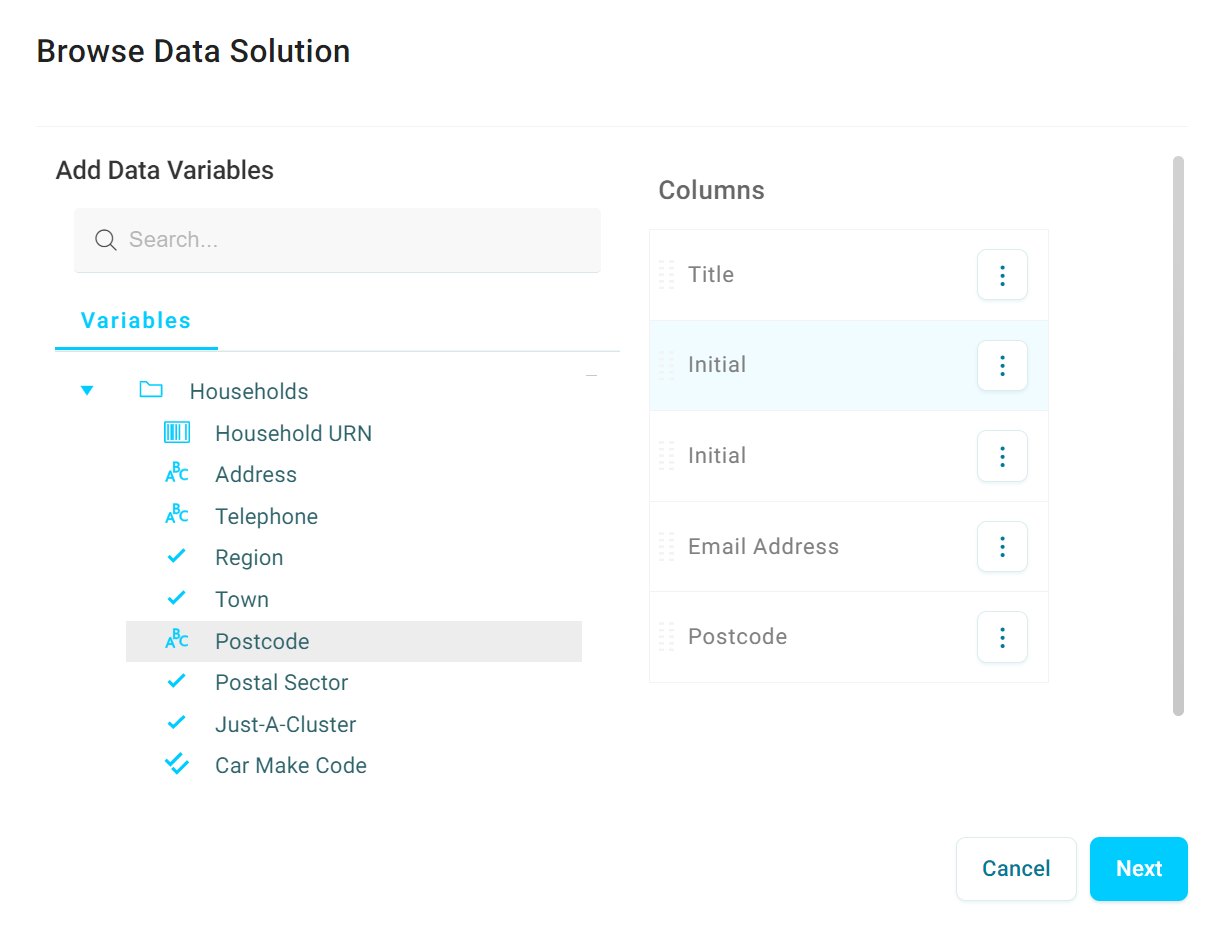 Browse Data Solution
Add Data Variables
Search...
Variables
Households
Household URN
Address
Telephone
Region
Town
Postcode
Postal Sector
Just-A-Cluster
Car Make Code
Columns
Title
Initial
Initial
Email Address
Postcode
Cancel
Next